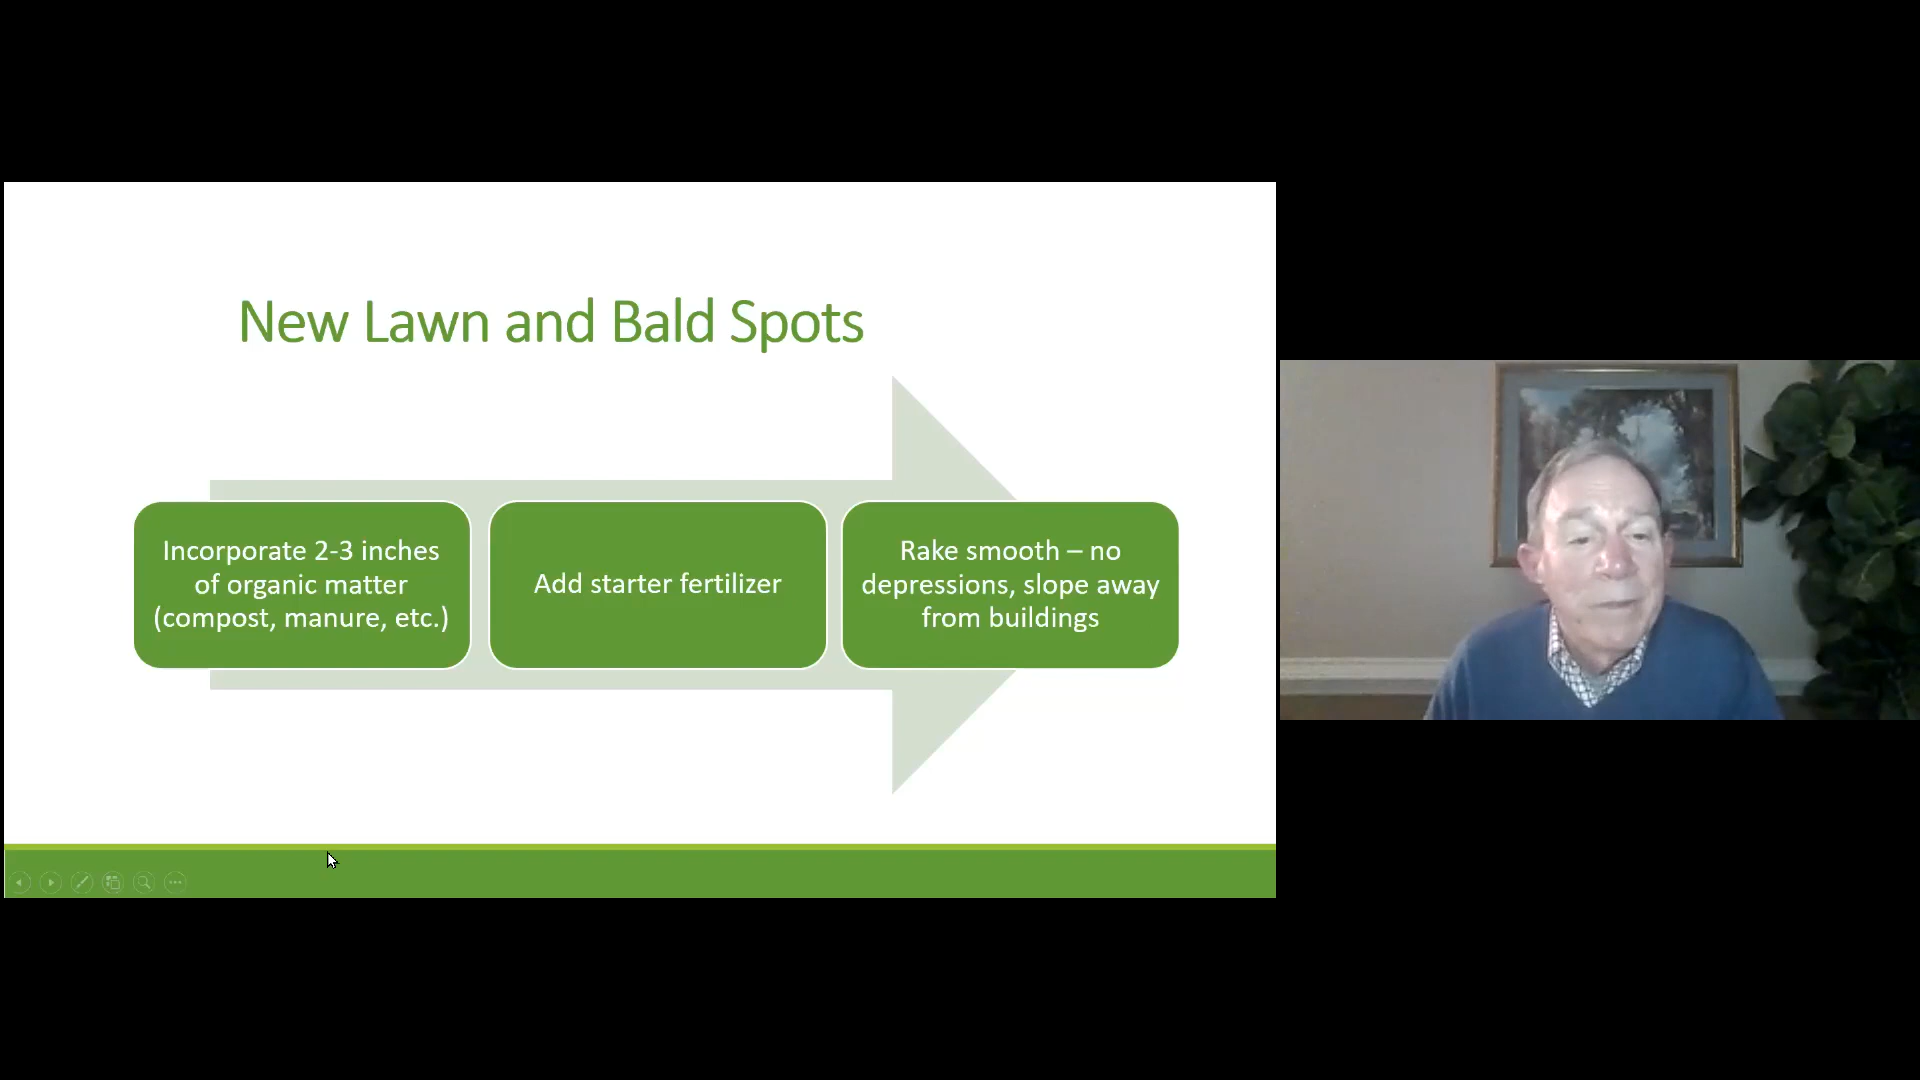 New Lawn and Bald Spots
Incorporate 2-3 inches
of organic matter
(compost, manure, etc.)
Add starter fertilizer
Rake smooth – no
depressions, slope away
from buildings